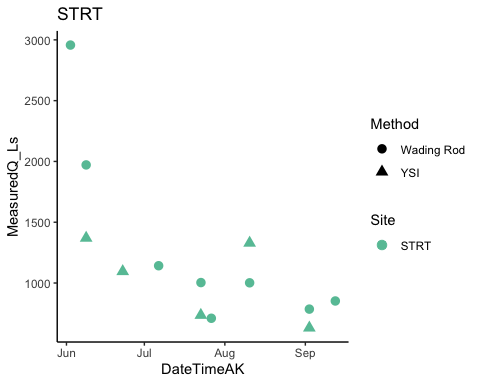 STRT
3000
2500
2000
1500
1000
MeasuredQ_Ls
Jun
Jul
Aug
Sep
DateTimeAK
Method
Wading Rod
YSI
Site
STRT